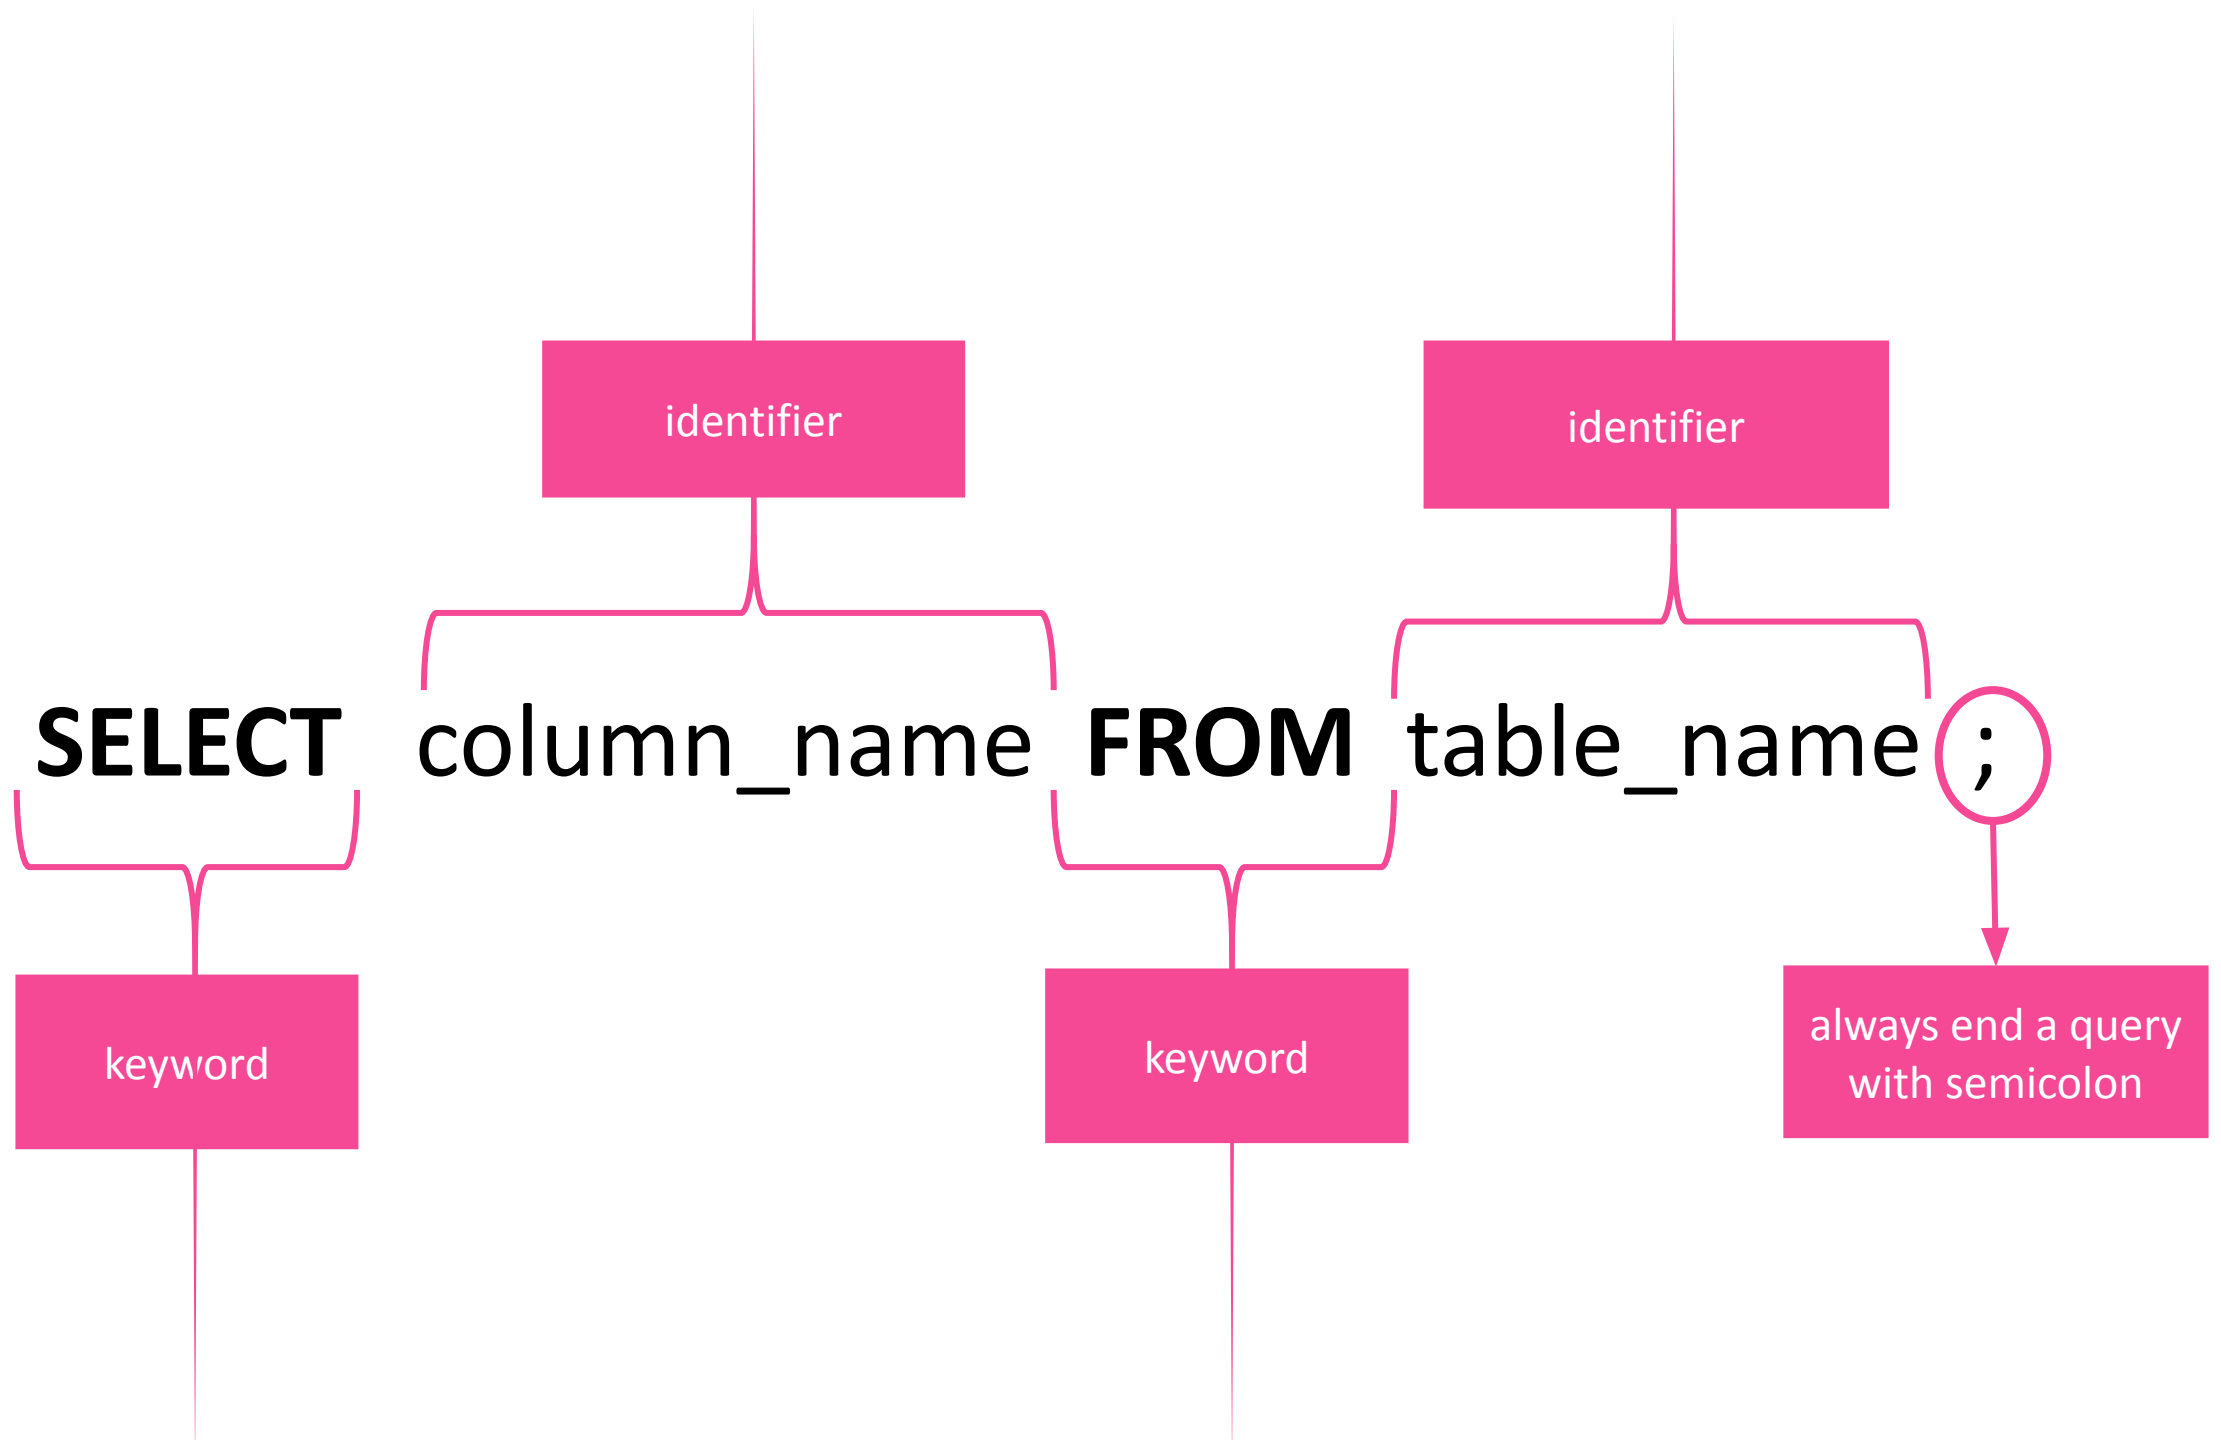 identifier
identifier
SELECT column_name FROM table_name ;
keyword
keyword
always end a query
with semicolon